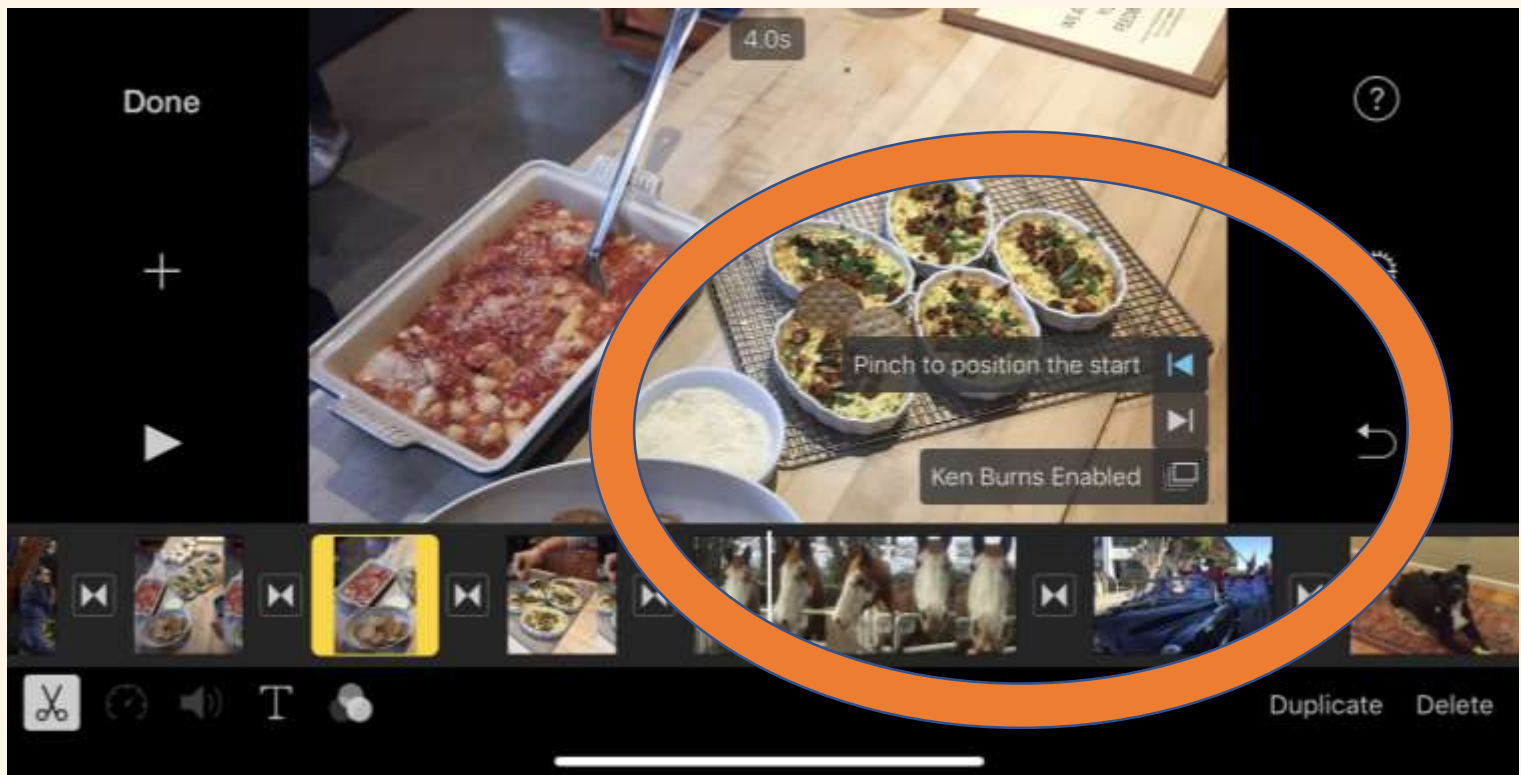 4.0s
Done
?
Pinch to position the start
Ken Burns Enabled
T
Duplicate Delete